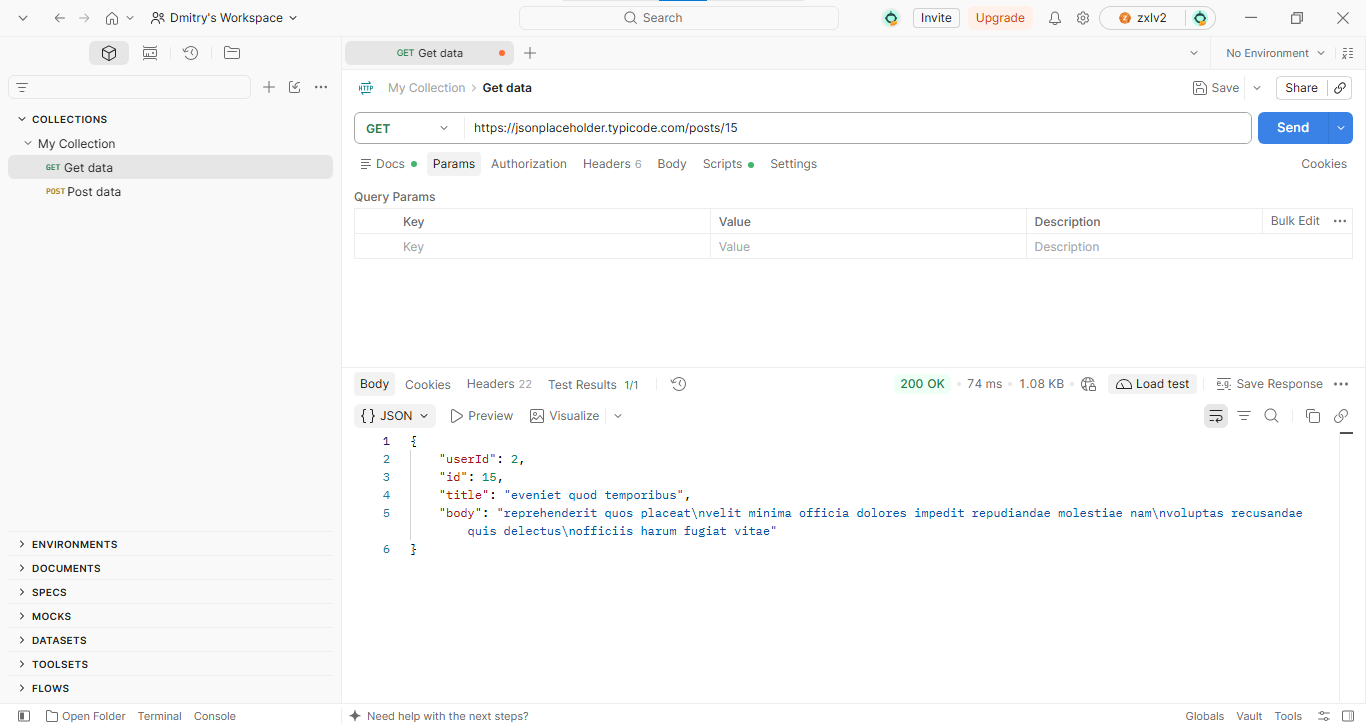 Dmitry's Workspace
Search
Invite
Upgrade
zxlv2
GET Get data
No Environment
COLLECTIONS
My Collection
GET Get data
POST Post data
ENVIRONMENTS
DOCUMENTS
SPECS
MOCKS
DATASETS
TOOLSETS
FLOWS
HTTP My Collection > Get data
Save
Share
GET
https://jsonplaceholder.typicode.com/posts/15
Send
Docs Params Authorization Headers 6 Body Scripts Settings
Cookies
Query Params
Key Value Description Bulk Edit
Key Value Description
Body Cookies Headers 22 Test Results 1/1
200 OK 74 ms 1.08 KB Load test e.g. Save Response
{} JSON Preview Visualize
1 {
2 "userId": 2,
3 "id": 15,
4 "title": "eveniet quod temporibus",
5 "body": "reprehenderit quos placeat\nvelit minima officia dolores impedit repudiandae molestiae nam\nvoluptas recusandae
quis delectus\nofficiis harum fugiat vitae"
6 }
Open Folder Terminal Console
Need help with the next steps?
Globals Vault Tools